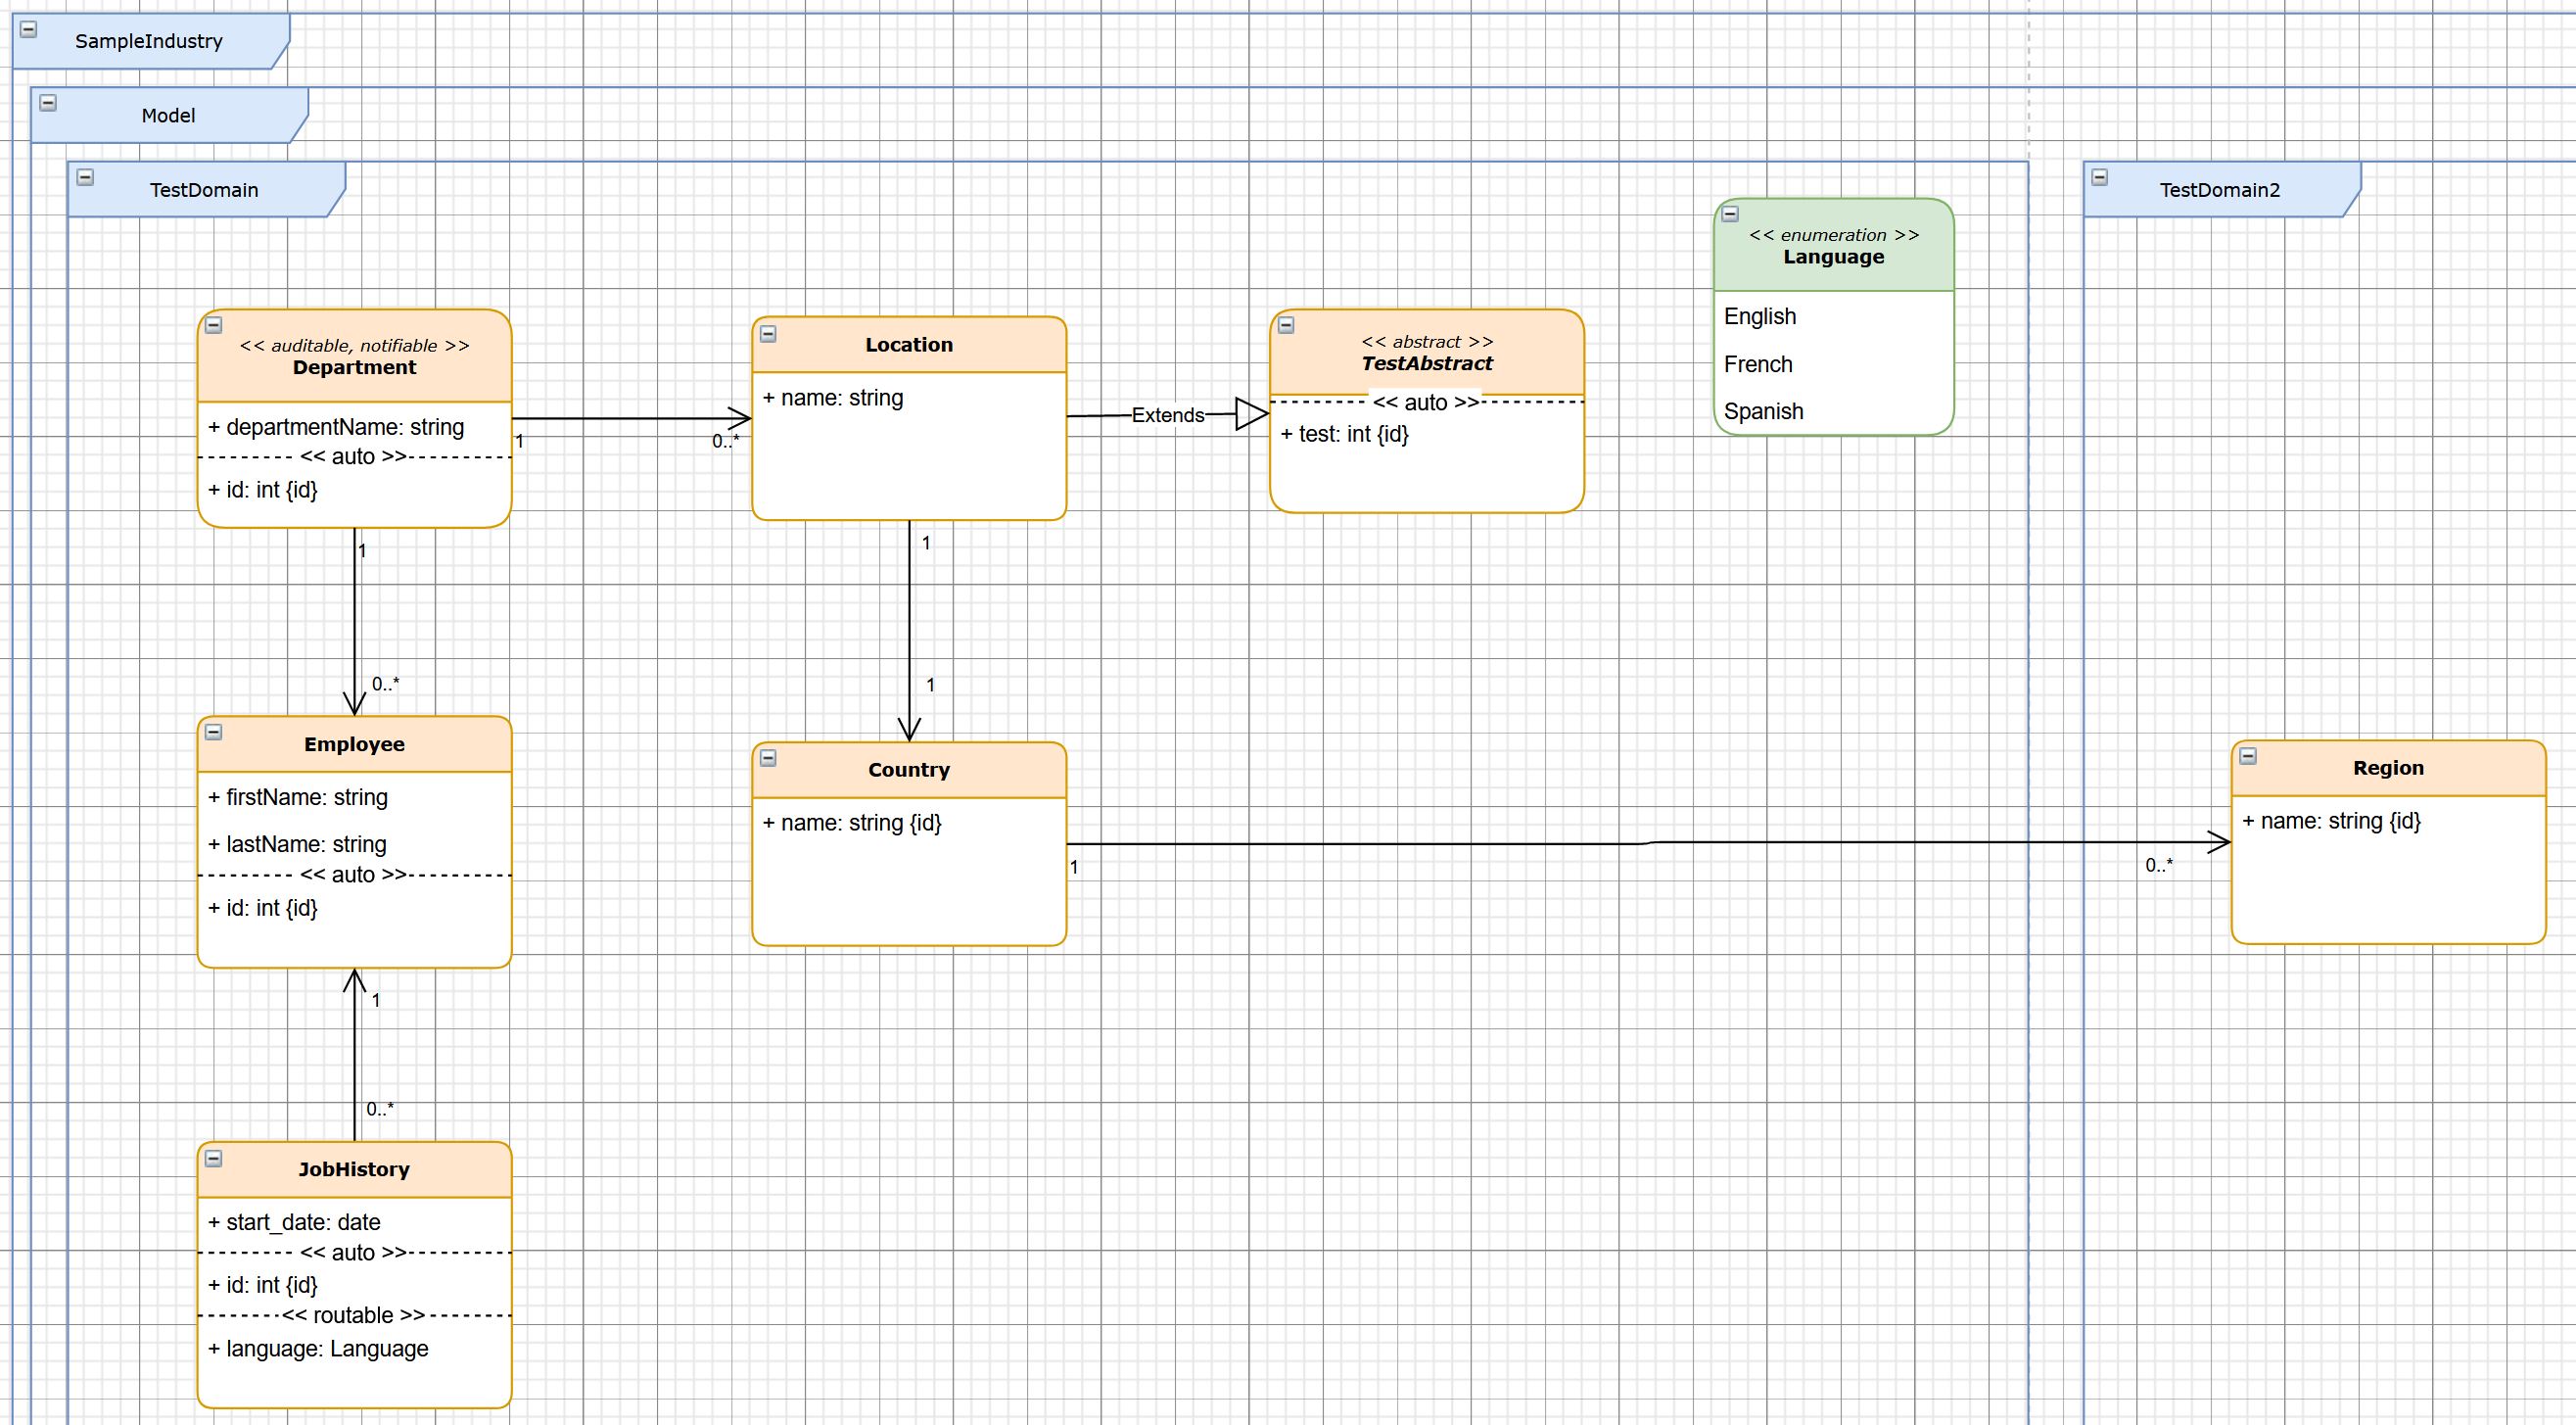 SampleIndustry
Model
TestDomain
TestDomain2
<< enumeration >>
Language
English
French
Spanish
<< auditable, notifiable >>
Department
+ departmentName: string
<< auto >>
+ id: int {id}
1
0..*
Location
+ name: string
Extends
<< abstract >>
TestAbstract
<< auto >>
+ test: int {id}
1
0..*
1
1
Employee
+ firstName: string
+ lastName: string
<< auto >>
+ id: int {id}
Country
+ name: string {id}
1
0..*
Region
+ name: string {id}
1
0..*
JobHistory
+ start_date: date
<< auto >>
+ id: int {id}
<< routable >>
+ language: Language